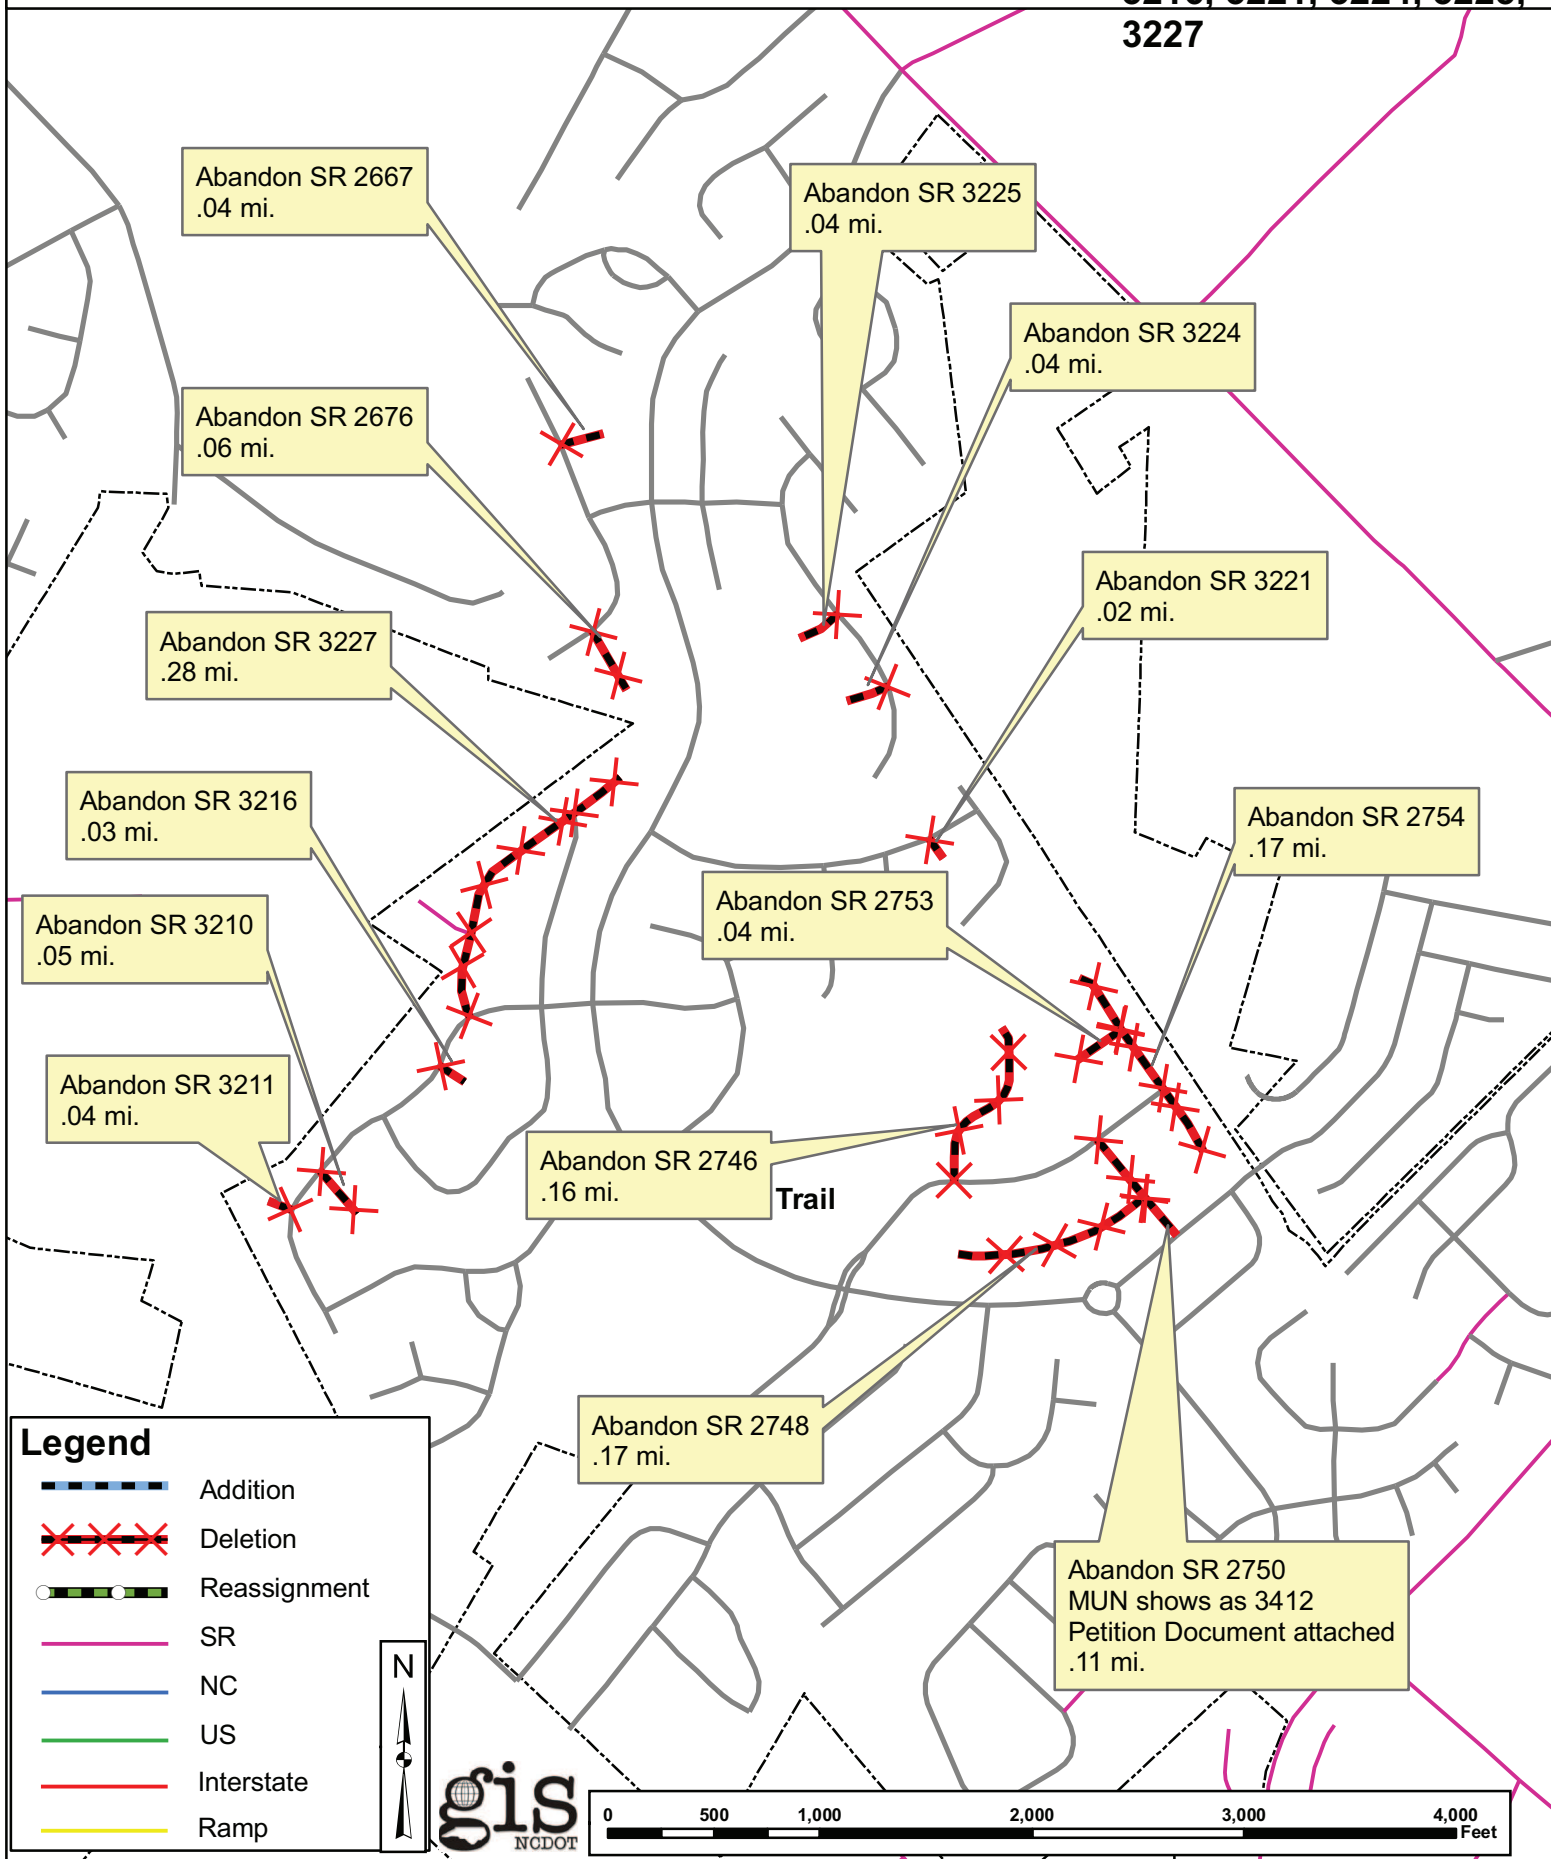 3227
Abandon SR 2667
.04 mi.
Abandon SR 3225
.04 mi.
Abandon SR 3224
.04 mi.
Abandon SR 2676
.06 mi.
Abandon SR 3221
.02 mi.
Abandon SR 3227
.28 mi.
Abandon SR 3216
.03 mi.
Abandon SR 2754
.17 mi.
Abandon SR 2753
.04 mi.
Abandon SR 3210
.05 mi.
Abandon SR 3211
.04 mi.
Abandon SR 2746
.16 mi.
Trail
Abandon SR 2748
.17 mi.
Abandon SR 2750
MUN shows as 3412
Petition Document attached
.11 mi.
Legend
Addition
Deletion
Reassignment
SR
NC
US
Interstate
Ramp
N
gis
NCDOT
0 500 1,000 2,000 3,000 4,000
Feet